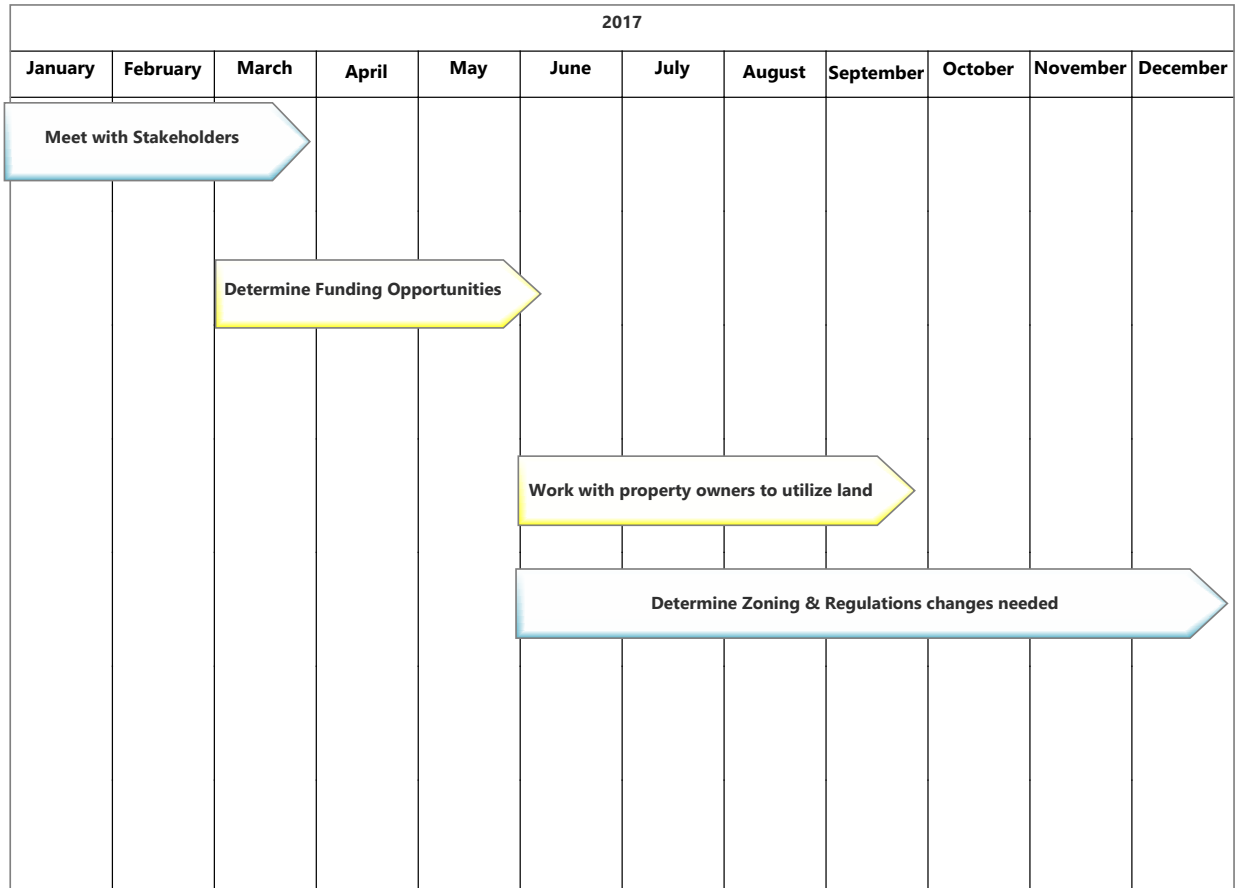 2017
January February March April May June July August September October November December
Meet with Stakeholders
Determine Funding Opportunities
Work with property owners to utilize land
Determine Zoning & Regulations changes needed